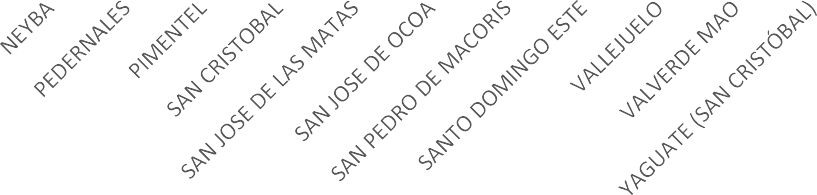 NEYBA
PEDERNALES
PIMENTEL
SAN CRISTOBAL
SAN JOSE DE LAS MATAS
SAN JOSE DE OCOA
SAN PEDRO DE MACORIS
SANTO DOMINGO ESTE
VALLEJUELO
VALVERDE MAO
YAGUATE (SAN CRISTÓBAL)